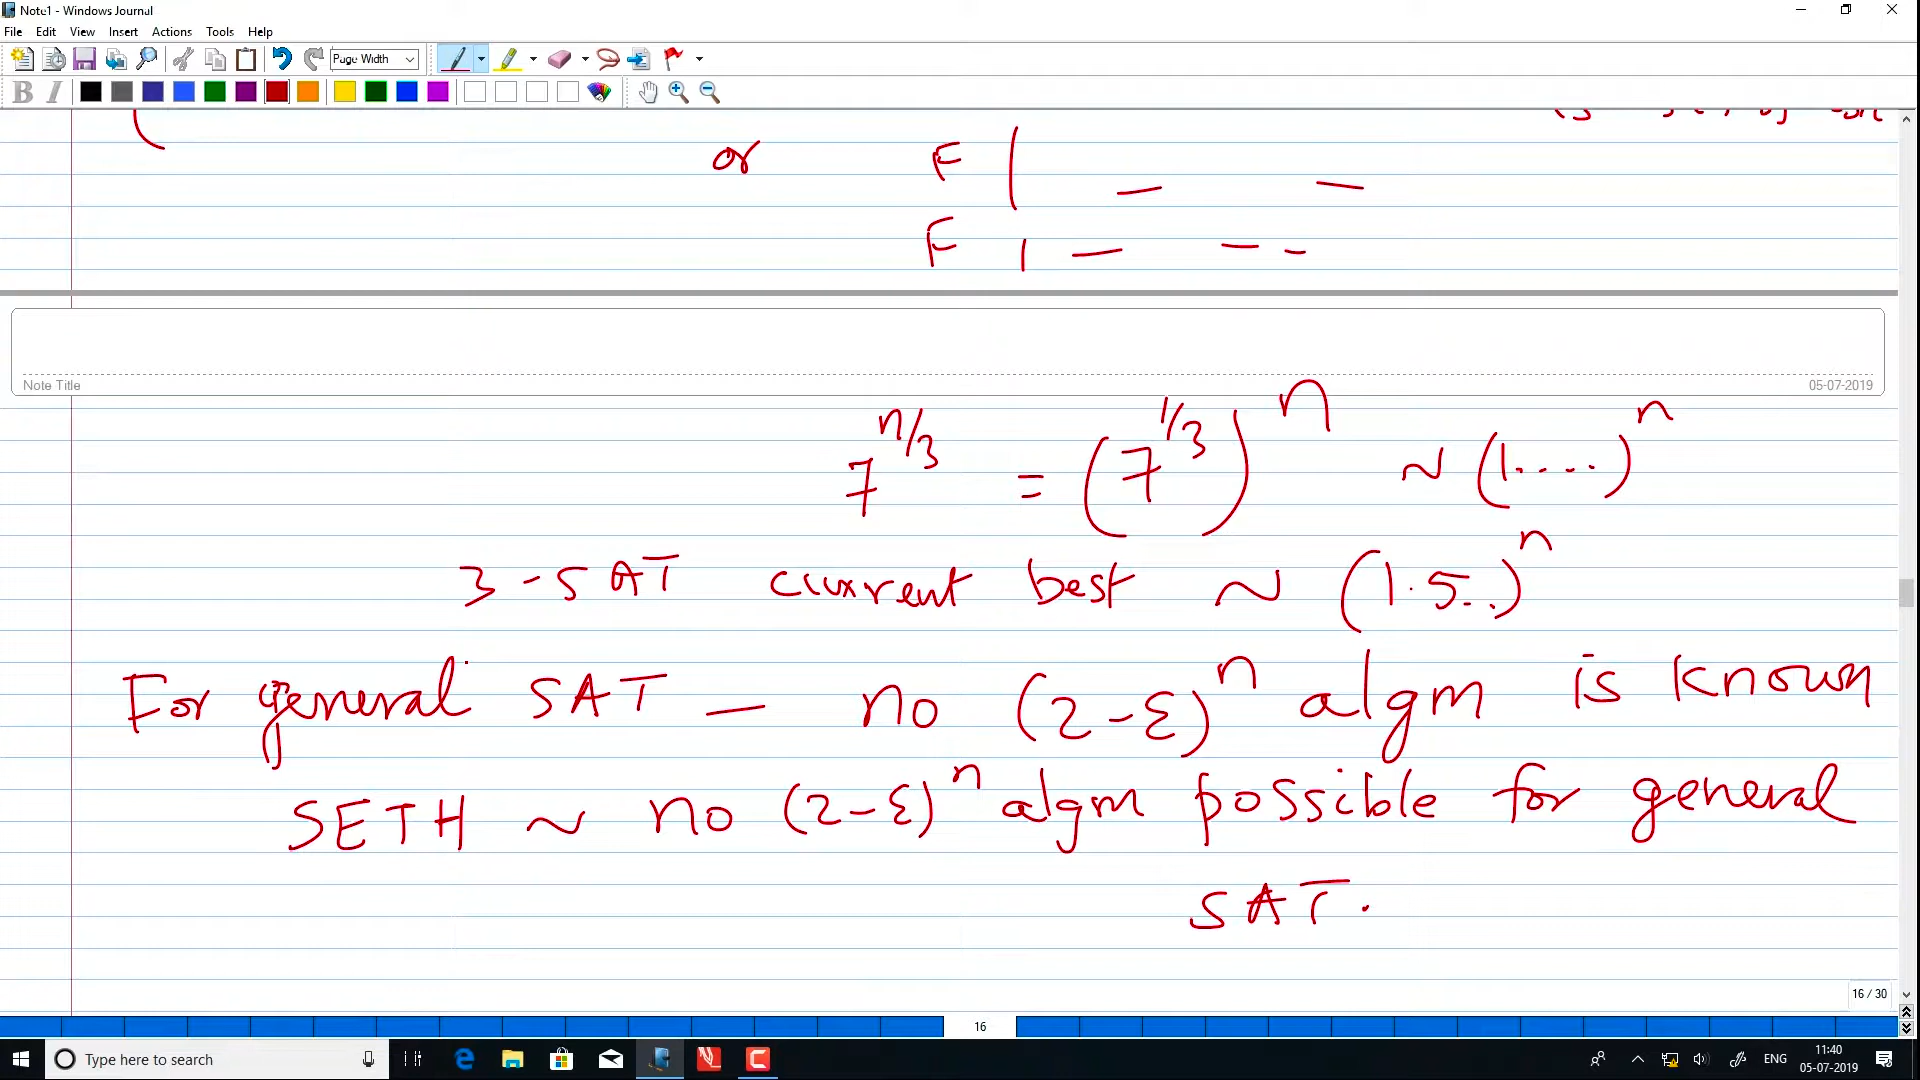 Note1 - Windows Journal
File Edit View Insert Actions Tools Help
Page Width
B I
or F
F
Note Title 05-07-2019
7^{n/3} = (7^{1/3})^n ~ (1....)^n
3-SAT current best ~ (1.5..)^n
For general SAT — no (2-ε)^n algm is known
SETH ~ no (2-ε)^n algm possible for general
SAT.
16 / 30
16
Type here to search
ENG
11:40
05-07-2019